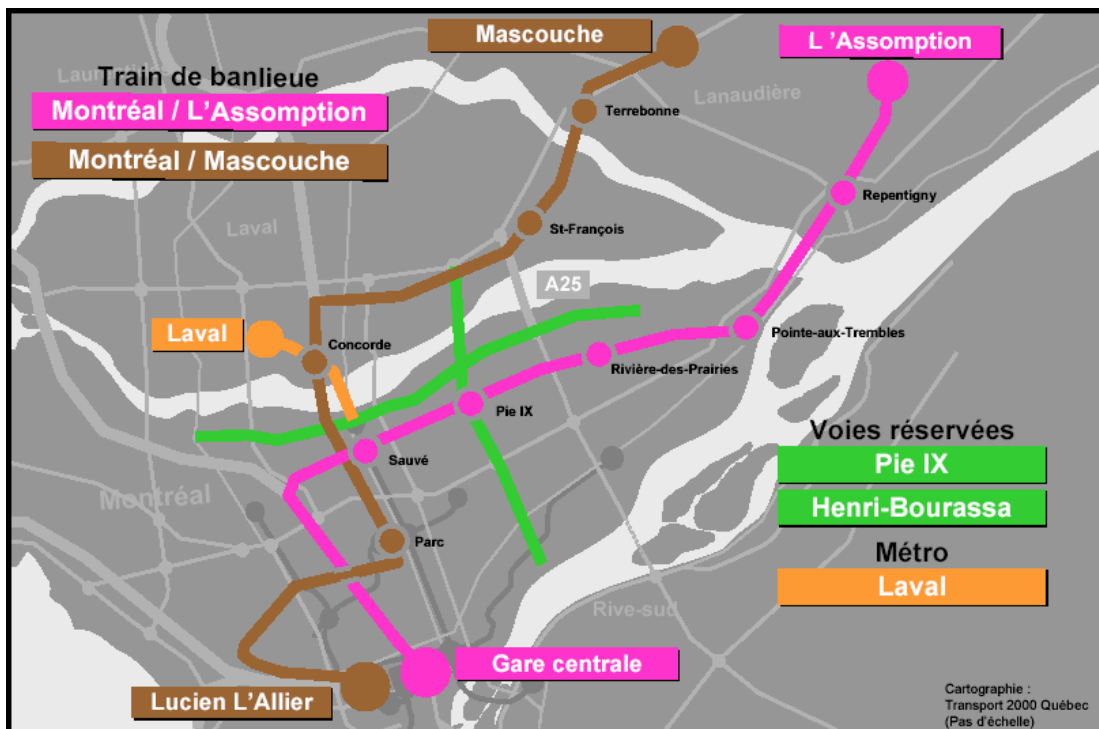 Mascouche
L 'Assomption
Train de banlieue
Laurentides
Montréal / L'Assomption
Lanaudière
Terrebonne
Montréal / Mascouche
Repentigny
Laval
St-François
A25
Laval
Concorde
Pointe-aux-Trembles
Rivière-des-Prairies
Pie IX
Voies réservées
Sauvé
Pie IX
Montréal
Henri-Bourassa
Parc
Métro
Laval
Rive-sud
Gare centrale
Lucien L'Allier
Cartographie :
Transport 2000 Québec
(Pas d'échelle)